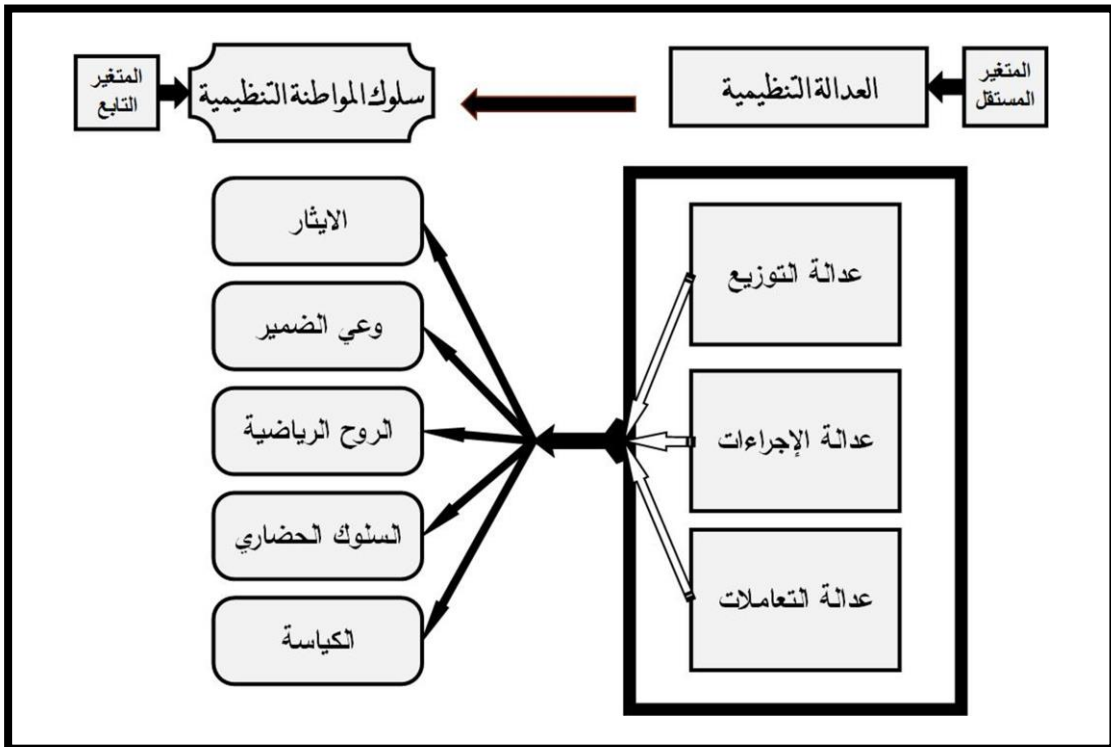 المتغير
المستقل
العدالة التنظيمية
سلوك المواطنة التنظيمية
المتغير
التابع
عدالة التوزيع
عدالة الإجراءات
عدالة التعاملات
الايثار
وعي الضمير
الروح الرياضية
السلوك الحضاري
الكياسة